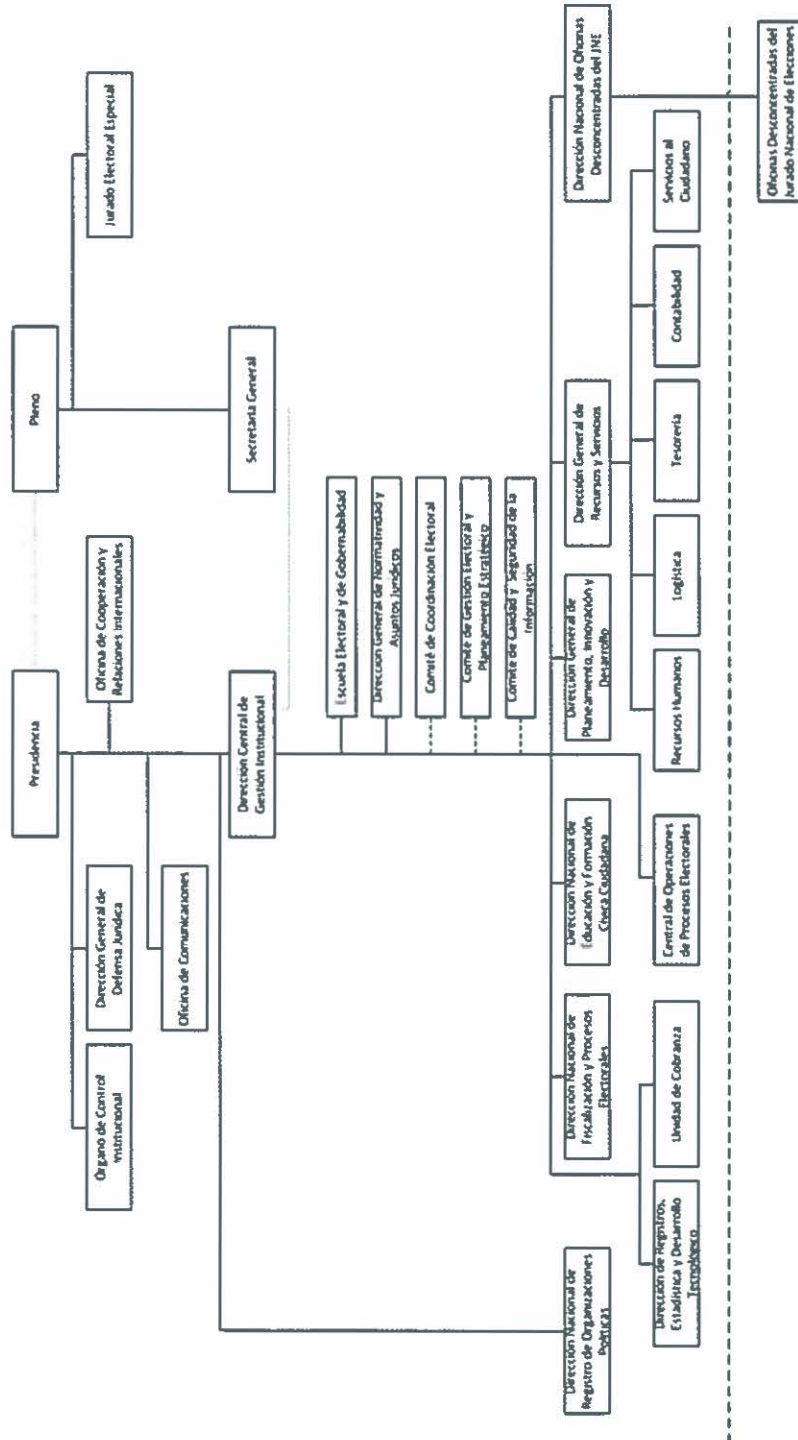 Pleno
Jurado Electoral Especial
Secretaría General
Presidencia
Oficina de Cooperación y
Relaciones Internacionales
Órgano de Control
Institucional
Dirección General de
Defensa Jurídica
Oficina de Comunicaciones
Dirección Central de
Gestión Institucional
Escuela Electoral y de Gobernabilidad
Dirección General de Normatividad y
Asuntos Jurídicos
Comité de Coordinación Electoral
Comité de Gestión Electoral y
Planeamiento Estratégico
Comité de Calidad y Seguridad de la
Información
Dirección Nacional de
Registro de Organizaciones
Políticas
Dirección Nacional de
Fiscalización y Procesos
Electorales
Dirección Nacional de
Educación y Formación
Cívica Ciudadana
Dirección General de
Planeamiento, Innovación y
Desarrollo
Dirección General de
Recursos y Servicios
Dirección Nacional de Oficinas
Desconcentradas del JNE
Dirección de Registros,
Estadística y Desarrollo
Tecnológico
Unidad de Cobranza
Central de Operaciones
de Procesos Electorales
Recursos Humanos
Logística
Tesorería
Contabilidad
Servicios al
Ciudadano
Oficinas Desconcentradas del
Jurado Nacional de Elecciones